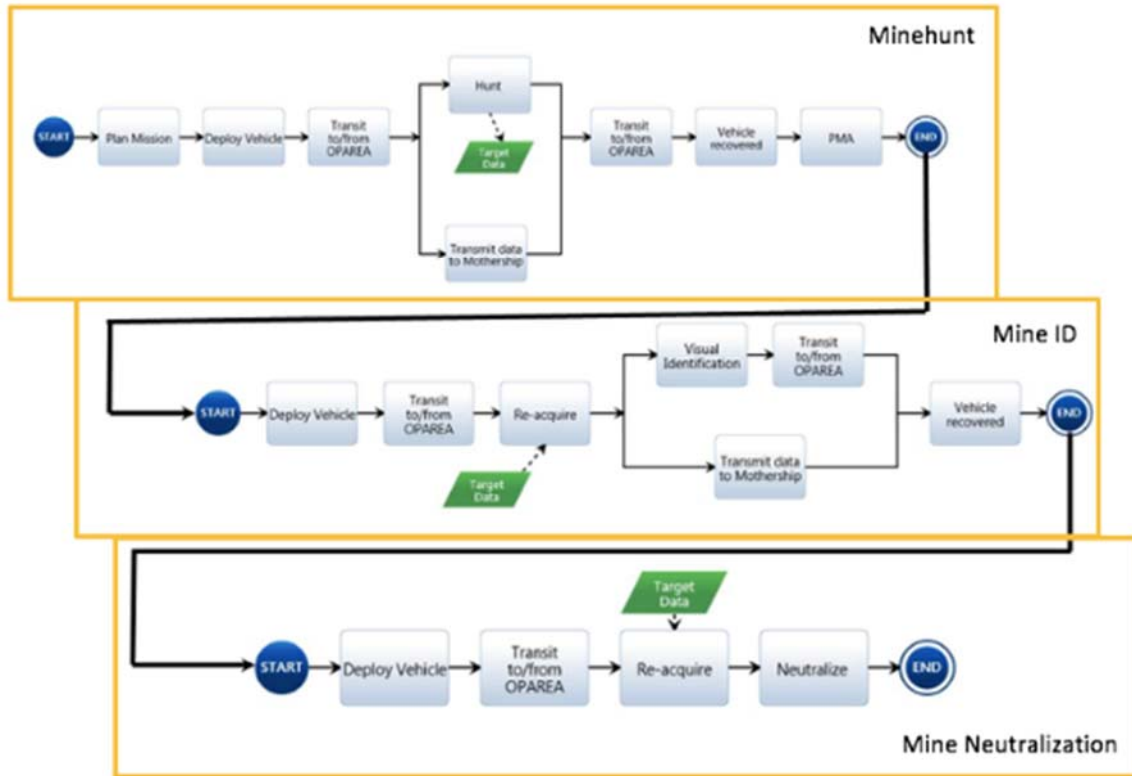 Minehunt
START
Plan Mission
Deploy Vehicle
Transit
to/from
OPAREA
Hunt
Target
Data
Transmit data
to Mothership
Transit
to/from
OPAREA
Vehicle
recovered
PMA
END
Mine ID
START
Deploy Vehicle
Transit
to/from
OPAREA
Re-acquire
Target
Data
Visual
Identification
Transit
to/from
OPAREA
Transmit data
to Mothership
Vehicle
recovered
END
Target
Data
START
Deploy Vehicle
Transit
to/from
OPAREA
Re-acquire
Neutralize
END
Mine Neutralization